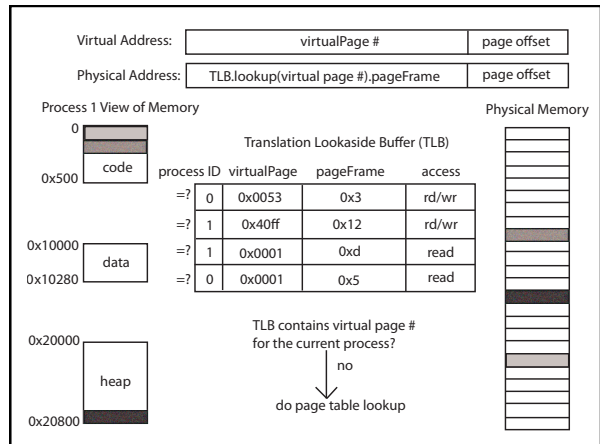 Virtual Address: virtualPage # page offset
Physical Address: TLB.lookup(virtual page #).pageFrame page offset
Process 1 View of Memory
Physical Memory
0
code
0x500
0x10000
data
0x10280
0x20000
heap
0x20800
Translation Lookaside Buffer (TLB)
process ID virtualPage pageFrame access
=? 0 0x0053 0x3 rd/wr
=? 1 0x40ff 0x12 rd/wr
=? 1 0x0001 0xd read
=? 0 0x0001 0x5 read
TLB contains virtual page #
for the current process?
no
do page table lookup